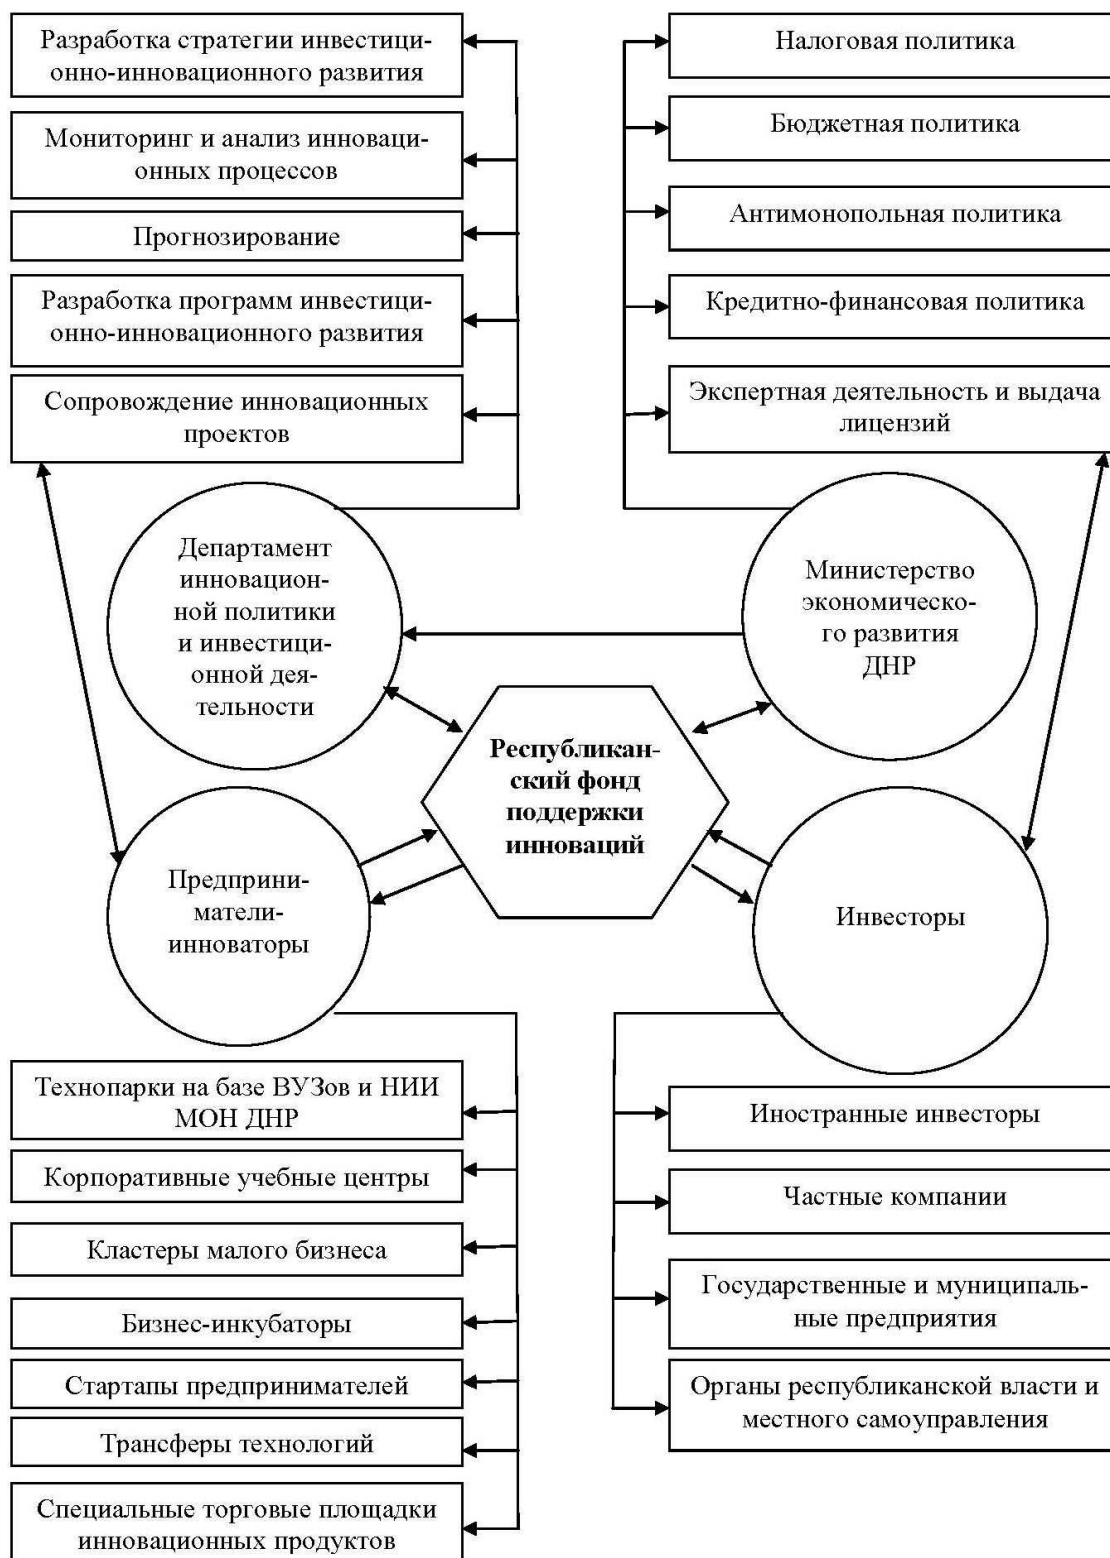 Разработка стратегии инвестици-
онно-инновационного развития
Мониторинг и анализ инноваци-
онных процессов
Прогнозирование
Разработка программ инвестици-
онно-инновационного развития
Сопровождение инновационных
проектов
Налоговая политика
Бюджетная политика
Антимонопольная политика
Кредитно-финансовая политика
Экспертная деятельность и выдача
лицензий
Департамент
инновацион-
ной политики
и инвестици-
онной дея-
тельности
Министерство
экономическо-
го развития
ДНР
Республикан-
ский фонд
поддержки
инноваций
Предприни-
матели-
инноваторы
Инвесторы
Технопарки на базе ВУЗов и НИИ
МОН ДНР
Корпоративные учебные центры
Кластеры малого бизнеса
Бизнес-инкубаторы
Стартапы предпринимателей
Трансферы технологий
Специальные торговые площадки
инновационных продуктов
Иностранные инвесторы
Частные компании
Государственные и муниципаль-
ные предприятия
Органы республиканской власти и
местного самоуправления